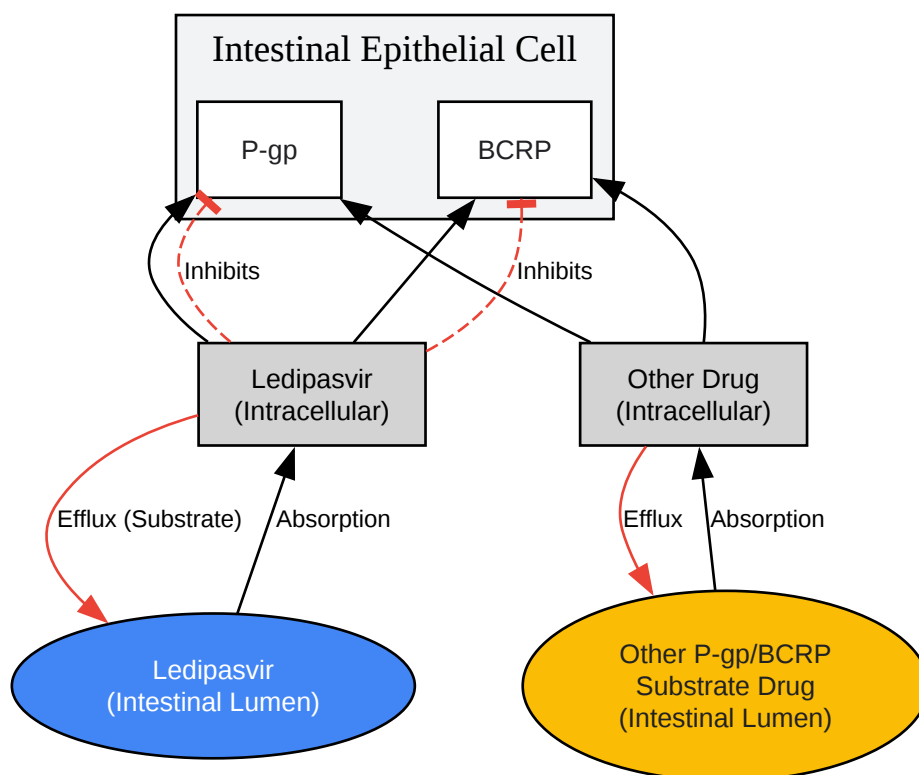 Intestinal Epithelial Cell
P-gp
BCRP
Inhibits
Inhibits
Ledipasvir
(Intracellular)
Other Drug
(Intracellular)
Efflux (Substrate)
Absorption
Efflux
Absorption
Ledipasvir
(Intestinal Lumen)
Other P-gp/BCRP
Substrate Drug
(Intestinal Lumen)